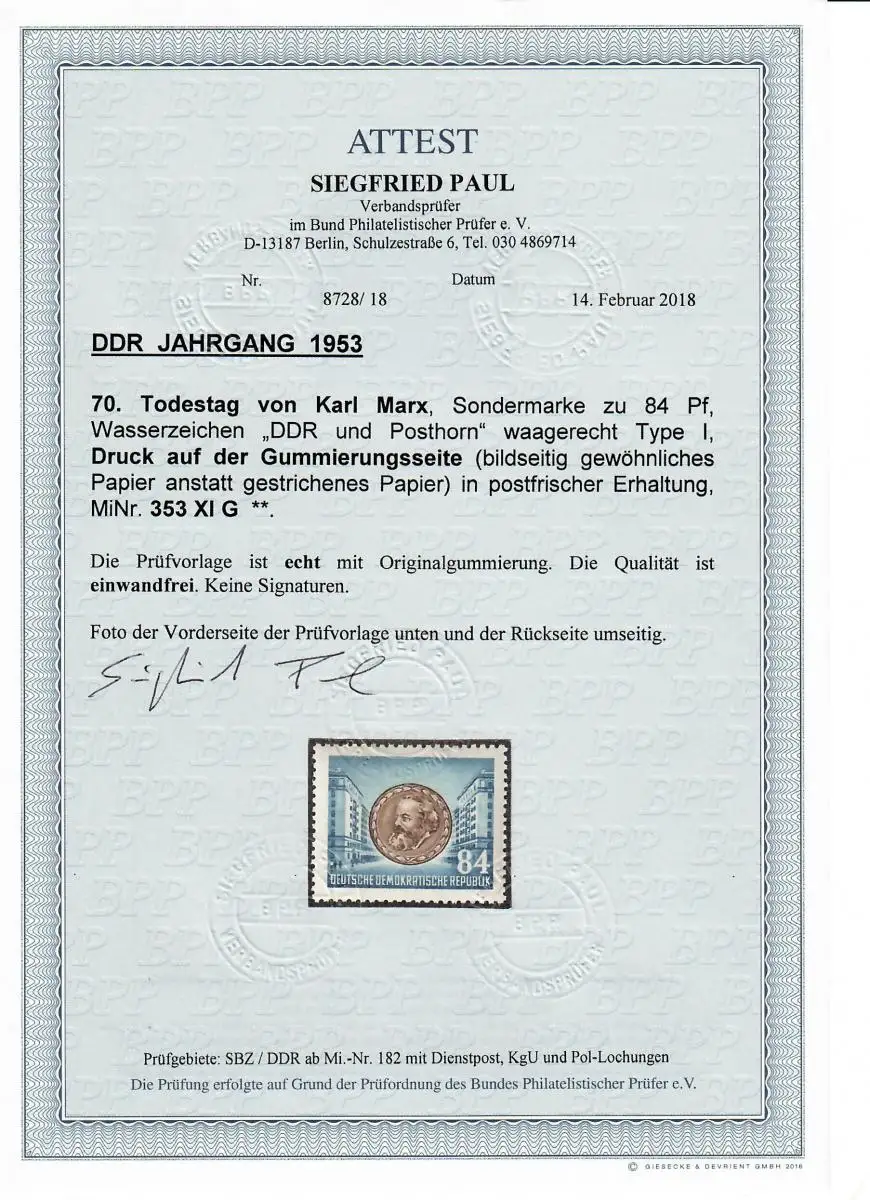 ATTEST
SIEGFRIED PAUL
Verbandsprüfer
im Bund Philatelistischer Prüfer e. V.
D-13187 Berlin, Schulzestraße 6, Tel. 030 4869714
Nr. Datum
8728/ 18 14. Februar 2018
DDR JAHRGANG 1953
70. Todestag von Karl Marx, Sondermarke zu 84 Pf,
Wasserzeichen „DDR und Posthorn“ waagerecht Type I,
Druck auf der Gummierungsseite (bildseitig gewöhnliches
Papier anstatt gestrichenes Papier) in postfrischer Erhaltung,
MiNr. 353 XI G **.
Die Prüfvorlage ist echt mit Originalgummierung. Die Qualität ist
einwandfrei. Keine Signaturen.
Foto der Vorderseite der Prüfvorlage unten und der Rückseite umseitig.
Siegfried Paul
84
DEUTSCHE DEMOKRATISCHE REPUBLIK
Prüfgebiete: SBZ / DDR ab Mi.-Nr. 182 mit Dienstpost, KgU und Pol-Lochungen
Die Prüfung erfolgte auf Grund der Prüfordnung des Bundes Philatelistischer Prüfer e.V.
© GIESECKE & DEVRIENT GMBH 2016